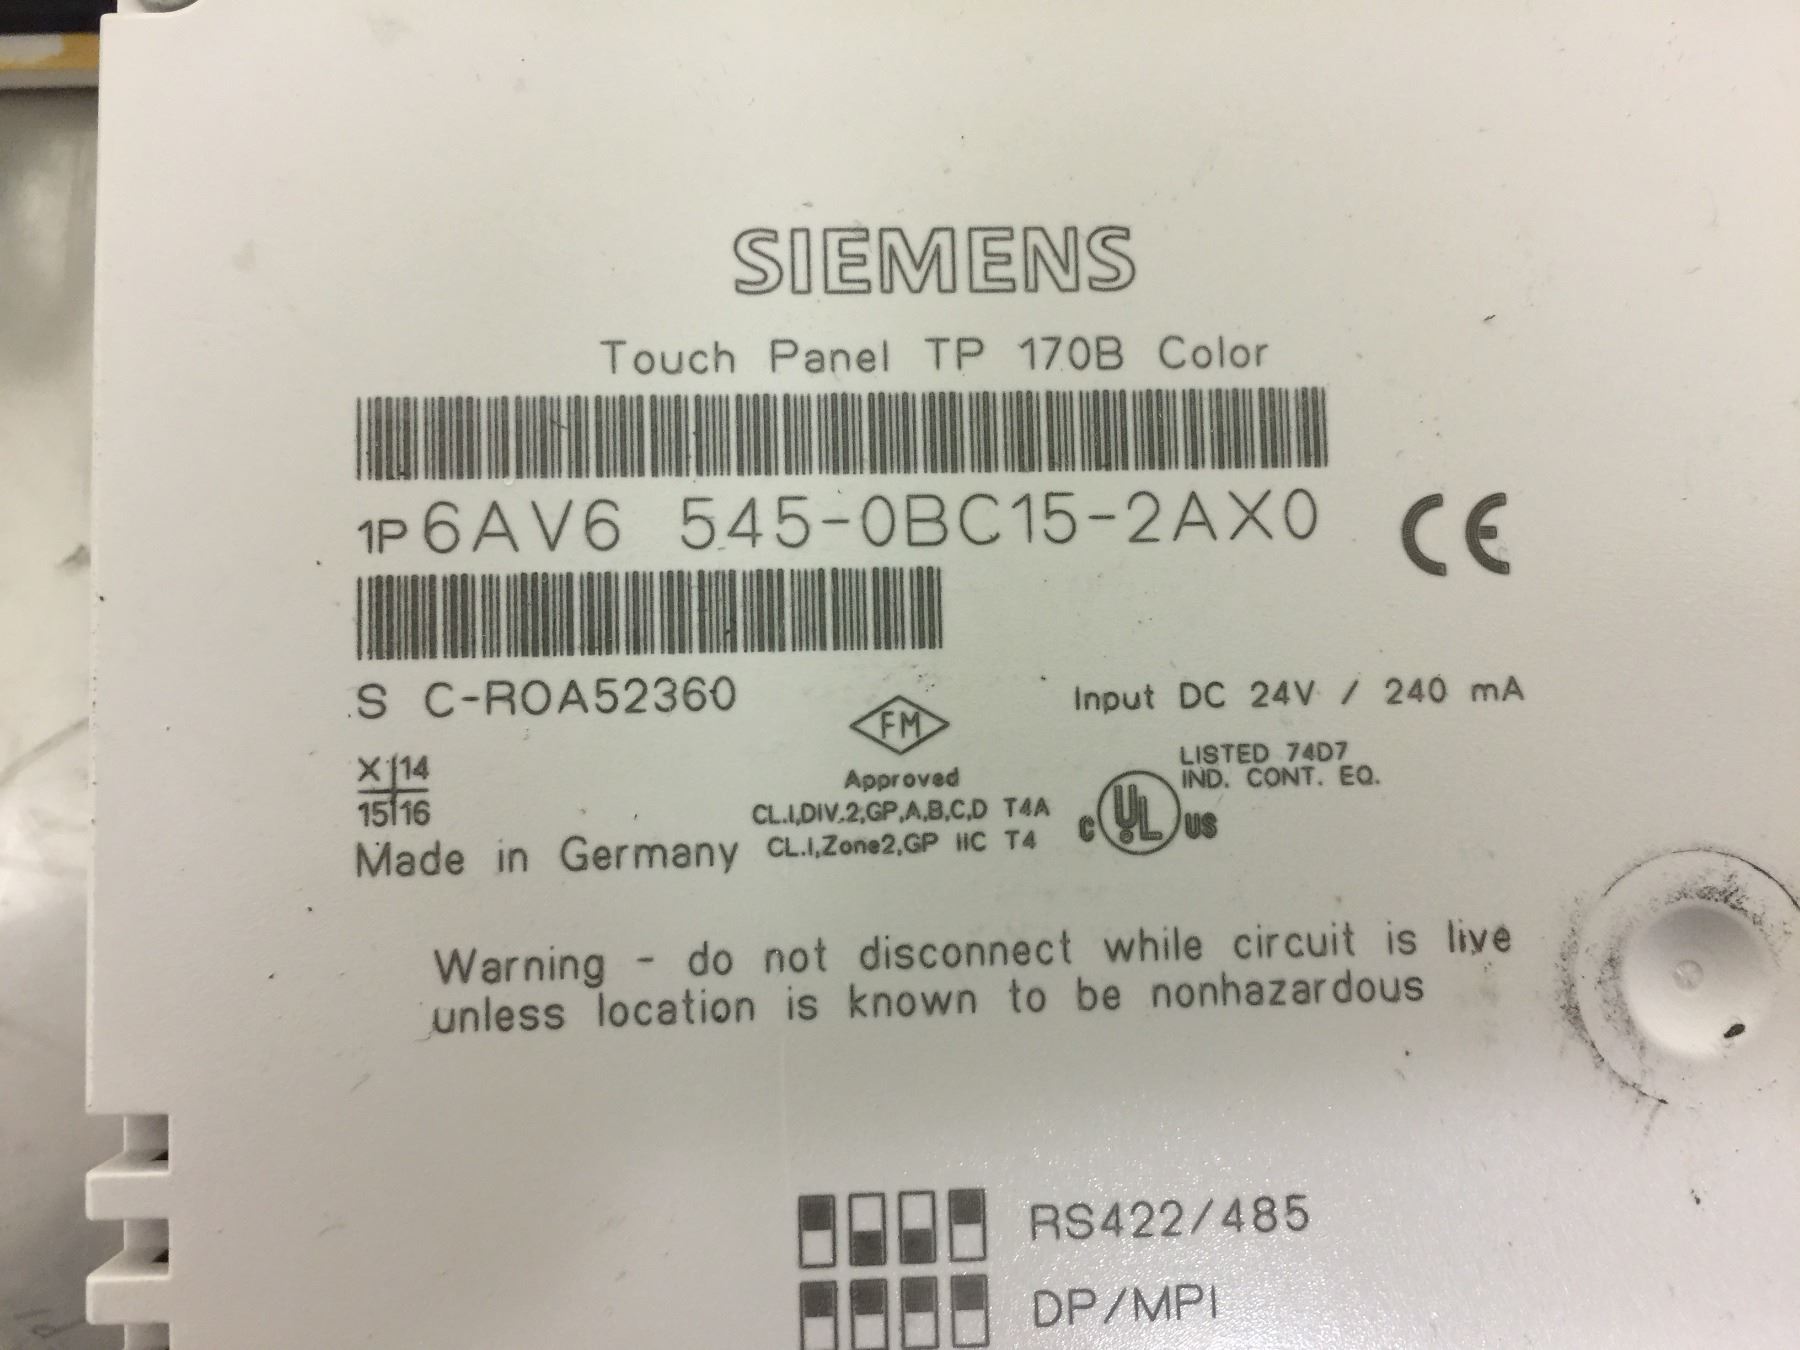 SIEMENS
Touch Panel TP 170B Color
1P 6AV6 545-0BC15-2AX0
CE
S C-ROA52360
Input DC 24V / 240 mA
FM
X 14
15 16
Approved
CL.I,DIV.2,GP,A,B,C,D T4A
CL.I,Zone2,GP IIC T4
LISTED 74D7
IND. CONT. EQ.
C UL US
Made in Germany
Warning - do not disconnect while circuit is live
unless location is known to be nonhazardous
RS422/485
DP/MPI